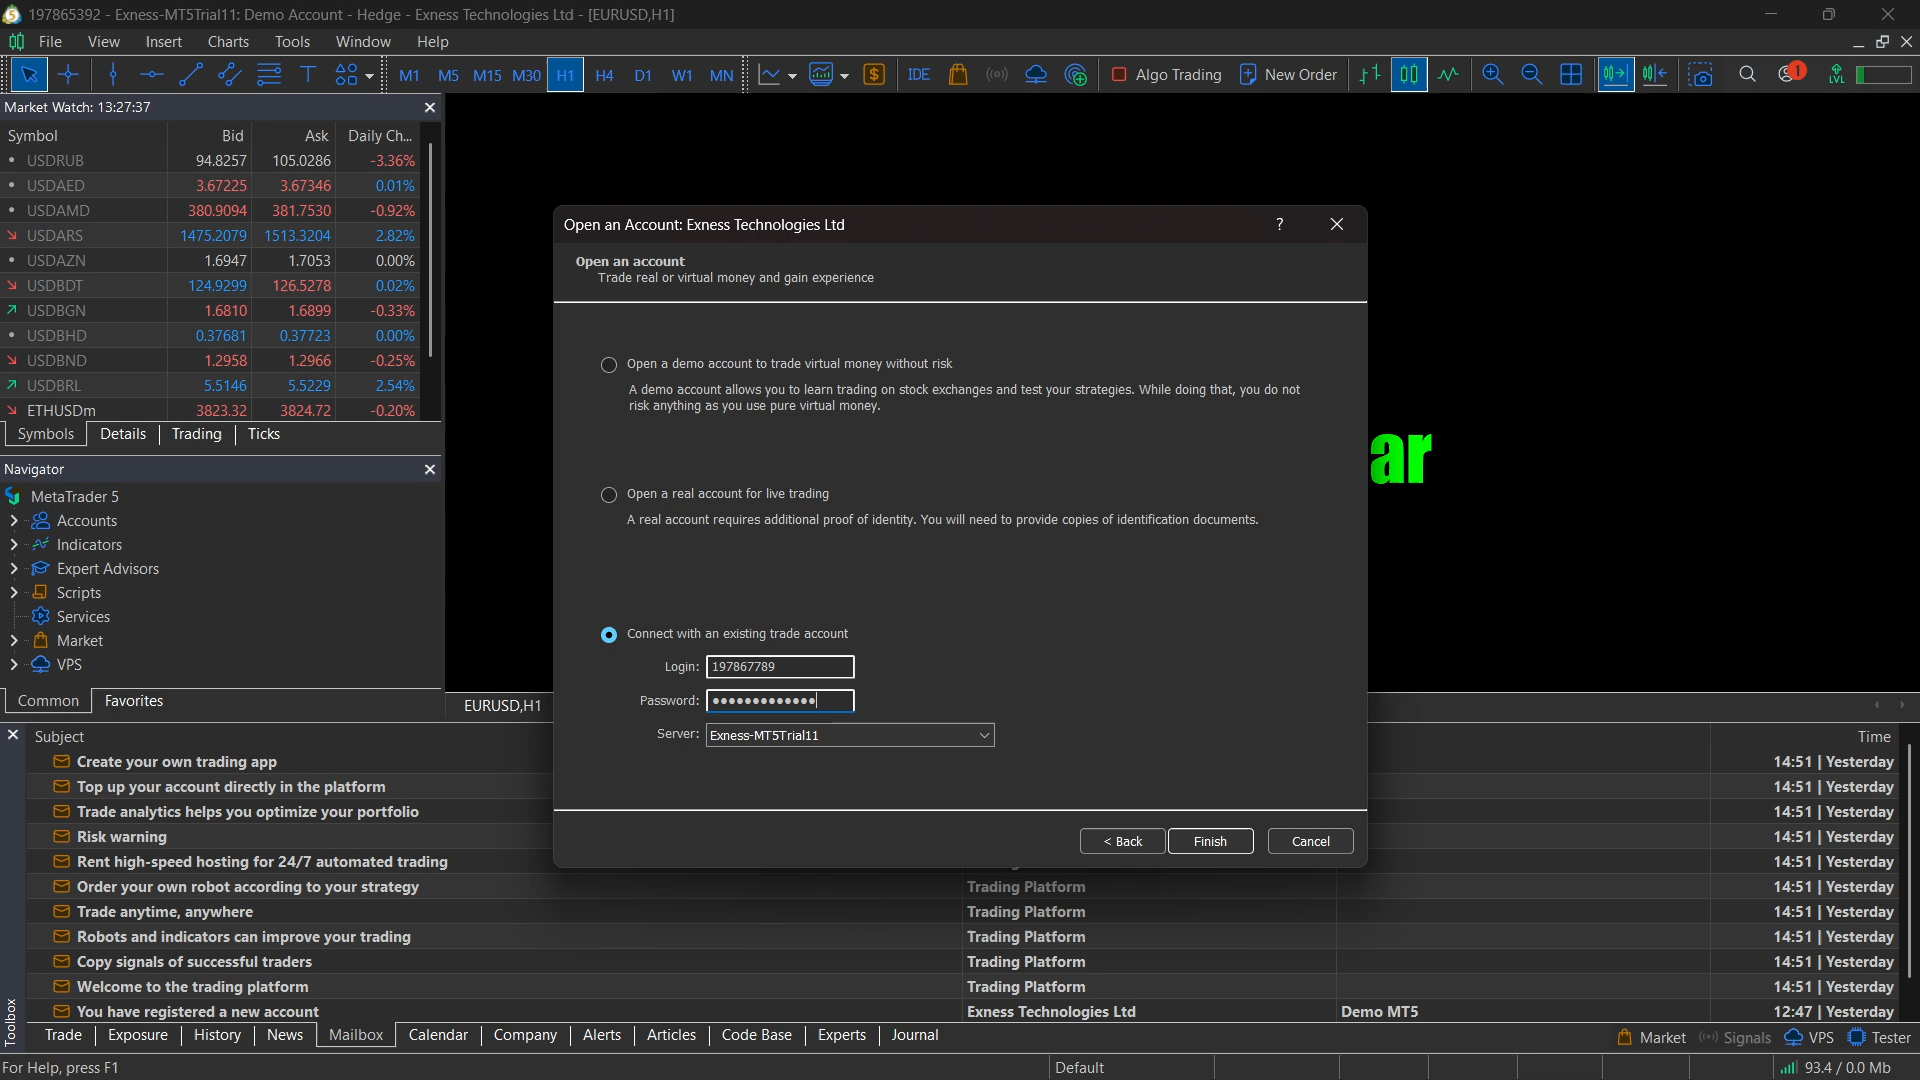 197865392 - Exness-MT5Trial11: Demo Account - Hedge - Exness Technologies Ltd - [EURUSD,H1]
File View Insert Charts Tools Window Help
M1 M5 M15 M30 H1 H4 D1 W1 MN IDE Algo Trading New Order 1 LVL
Market Watch: 13:27:37
Symbol Bid Ask Daily Ch...
USDRUB 94.8257 105.0286 -3.36%
USDAED 3.67225 3.67346 0.01%
USDAMD 380.9094 381.7530 -0.92%
USDARS 1475.2079 1513.3204 2.82%
USDAZN 1.6947 1.7053 0.00%
USDBDT 124.9299 126.5278 0.02%
USDBGN 1.6810 1.6899 -0.33%
USDBHD 0.37681 0.37723 0.00%
USDBND 1.2958 1.2966 -0.25%
USDBRL 5.5146 5.5229 2.54%
ETHUSDm 3823.32 3824.72 -0.20%
Symbols Details Trading Ticks
Navigator
MetaTrader 5
Accounts
Indicators
Expert Advisors
Scripts
Services
Market
VPS
Common Favorites
EURUSD,H1
ar
Open an Account: Exness Technologies Ltd ?
Open an account
Trade real or virtual money and gain experience
Open a demo account to trade virtual money without risk
A demo account allows you to learn trading on stock exchanges and test your strategies. While doing that, you do not
risk anything as you use pure virtual money.
Open a real account for live trading
A real account requires additional proof of identity. You will need to provide copies of identification documents.
Connect with an existing trade account
Login: 197867789
Password: •••••••••••••
Server: Exness-MT5Trial11
< Back Finish Cancel
Subject Time
Create your own trading app 14:51 | Yesterday
Top up your account directly in the platform 14:51 | Yesterday
Trade analytics helps you optimize your portfolio 14:51 | Yesterday
Risk warning 14:51 | Yesterday
Rent high-speed hosting for 24/7 automated trading 14:51 | Yesterday
Order your own robot according to your strategy Trading Platform 14:51 | Yesterday
Trade anytime, anywhere Trading Platform 14:51 | Yesterday
Robots and indicators can improve your trading Trading Platform 14:51 | Yesterday
Copy signals of successful traders Trading Platform 14:51 | Yesterday
Welcome to the trading platform Trading Platform 14:51 | Yesterday
You have registered a new account Exness Technologies Ltd Demo MT5 12:47 | Yesterday
Toolbox
Trade Exposure History News Mailbox Calendar Company Alerts Articles Code Base Experts Journal Market Signals VPS Tester
For Help, press F1 Default 93.4 / 0.0 Mb